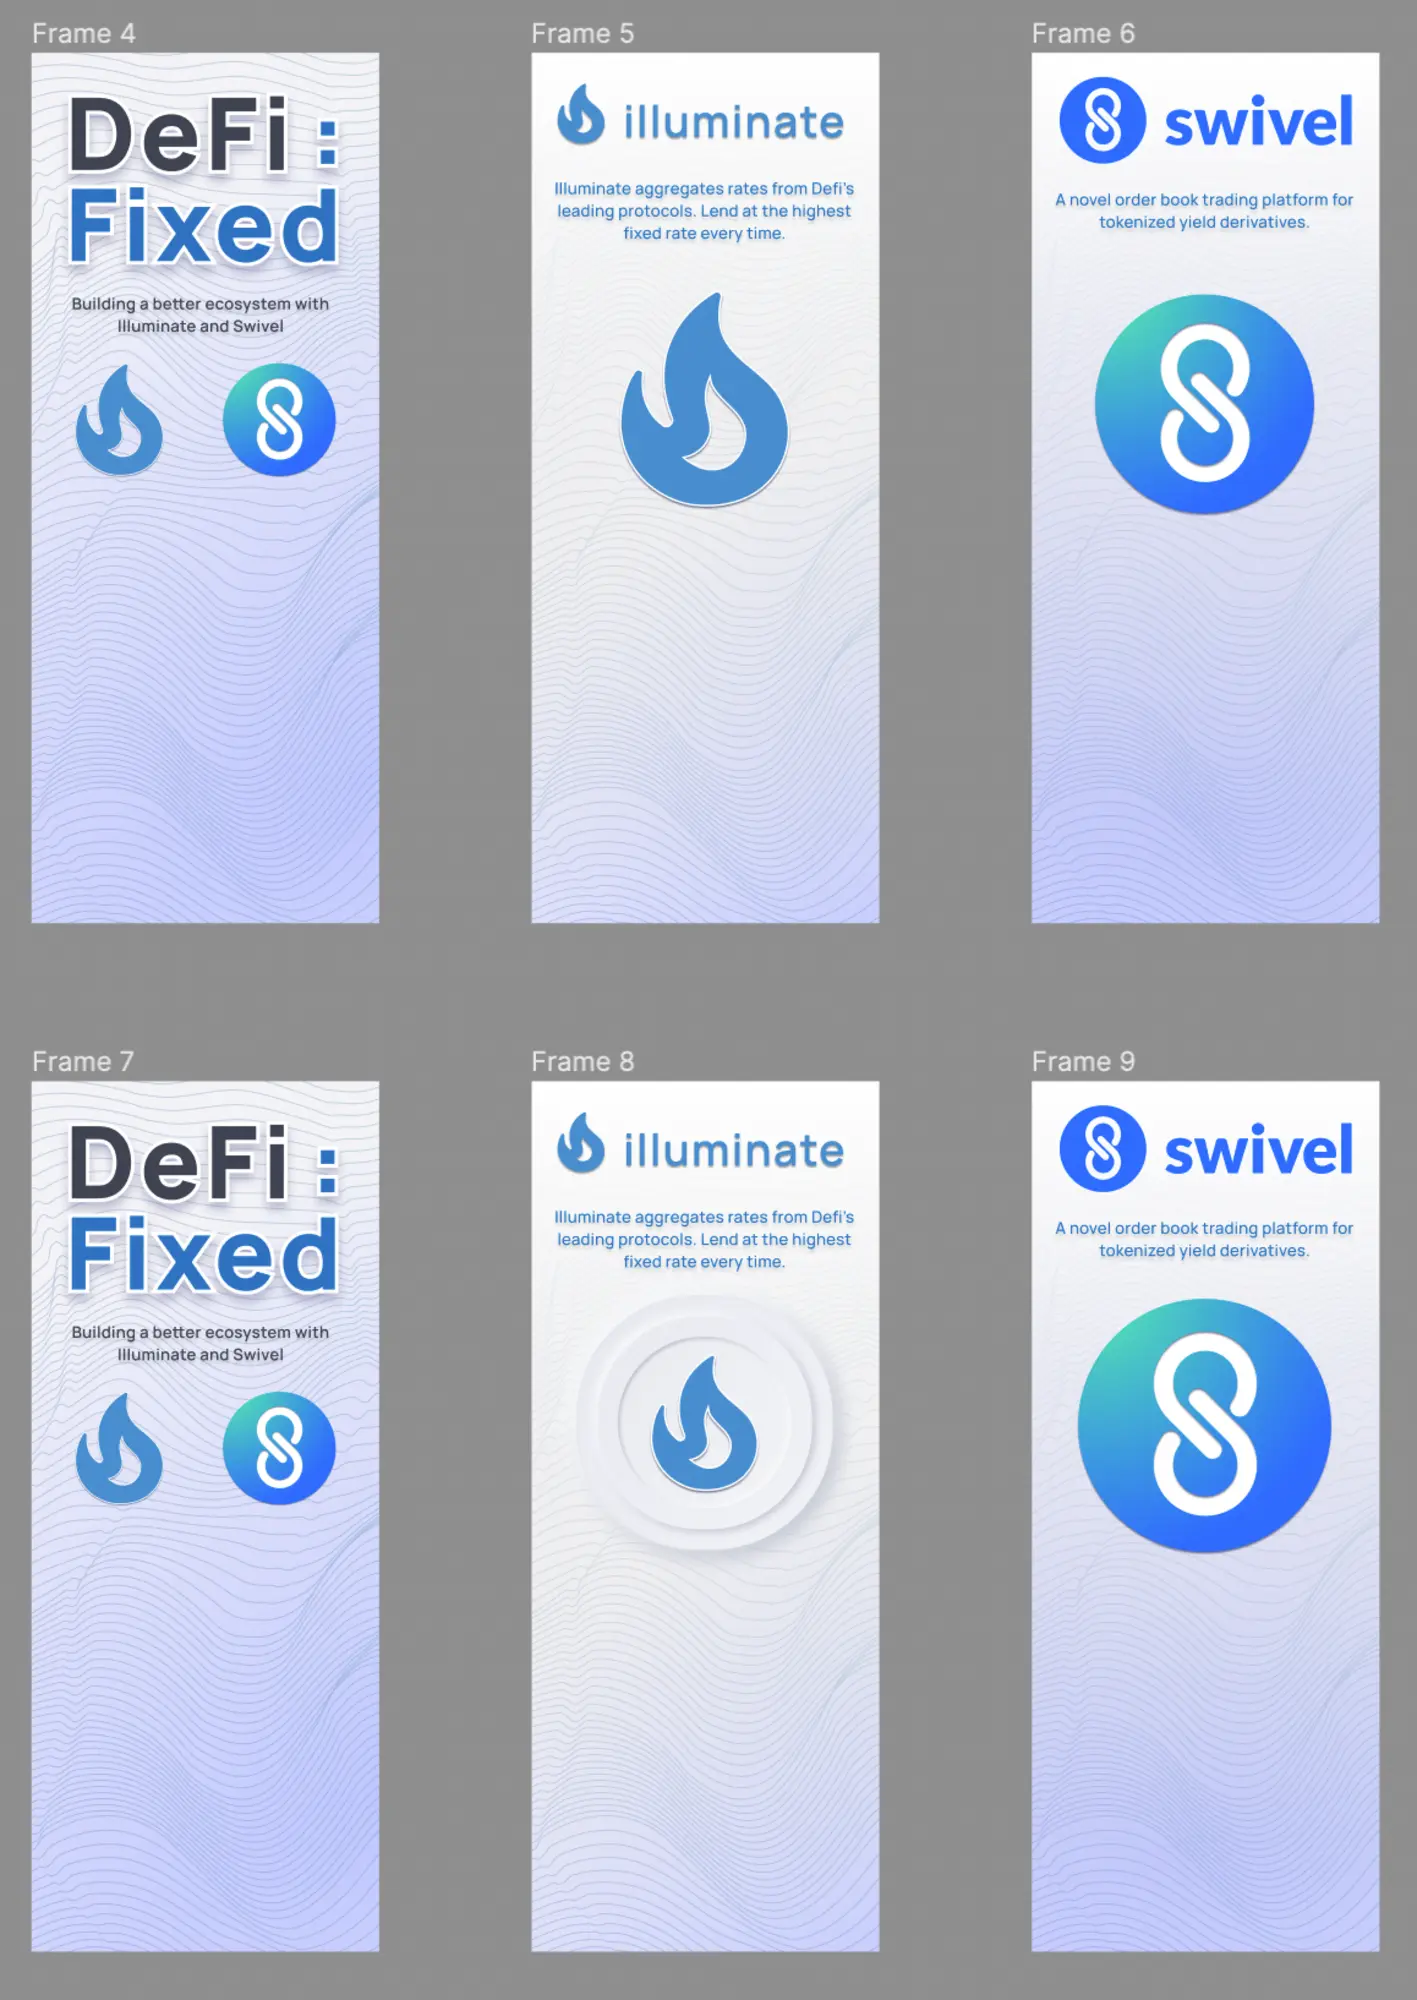 Frame 4
DeFi :
Fixed
Building a better ecosystem with
Illuminate and Swivel
Frame 5
illuminate
Illuminate aggregates rates from Defi's
leading protocols. Lend at the highest
fixed rate every time.
Frame 6
swivel
A novel order book trading platform for
tokenized yield derivatives.
Frame 7
DeFi :
Fixed
Building a better ecosystem with
Illuminate and Swivel
Frame 8
illuminate
Illuminate aggregates rates from Defi's
leading protocols. Lend at the highest
fixed rate every time.
Frame 9
swivel
A novel order book trading platform for
tokenized yield derivatives.